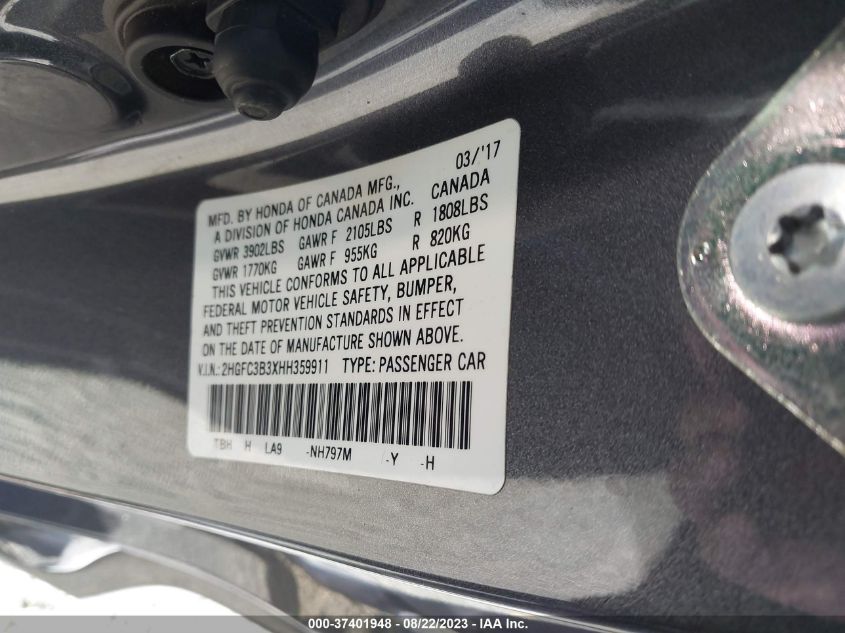 03/'17
MFD. BY HONDA OF CANADA MFG.,
A DIVISION OF HONDA CANADA INC. CANADA
GVWR 3902LBS GAWR F 2105LBS R 1808LBS
GVWR 1770KG GAWR F 955KG R 820KG
THIS VEHICLE CONFORMS TO ALL APPLICABLE
FEDERAL MOTOR VEHICLE SAFETY, BUMPER,
AND THEFT PREVENTION STANDARDS IN EFFECT
ON THE DATE OF MANUFACTURE SHOWN ABOVE.
V.I.N.: 2HGFC3B3XHH359911 TYPE: PASSENGER CAR
TBH H LA9 -NH797M -Y -H
000-37401948 - 08/22/2023 - IAA Inc.